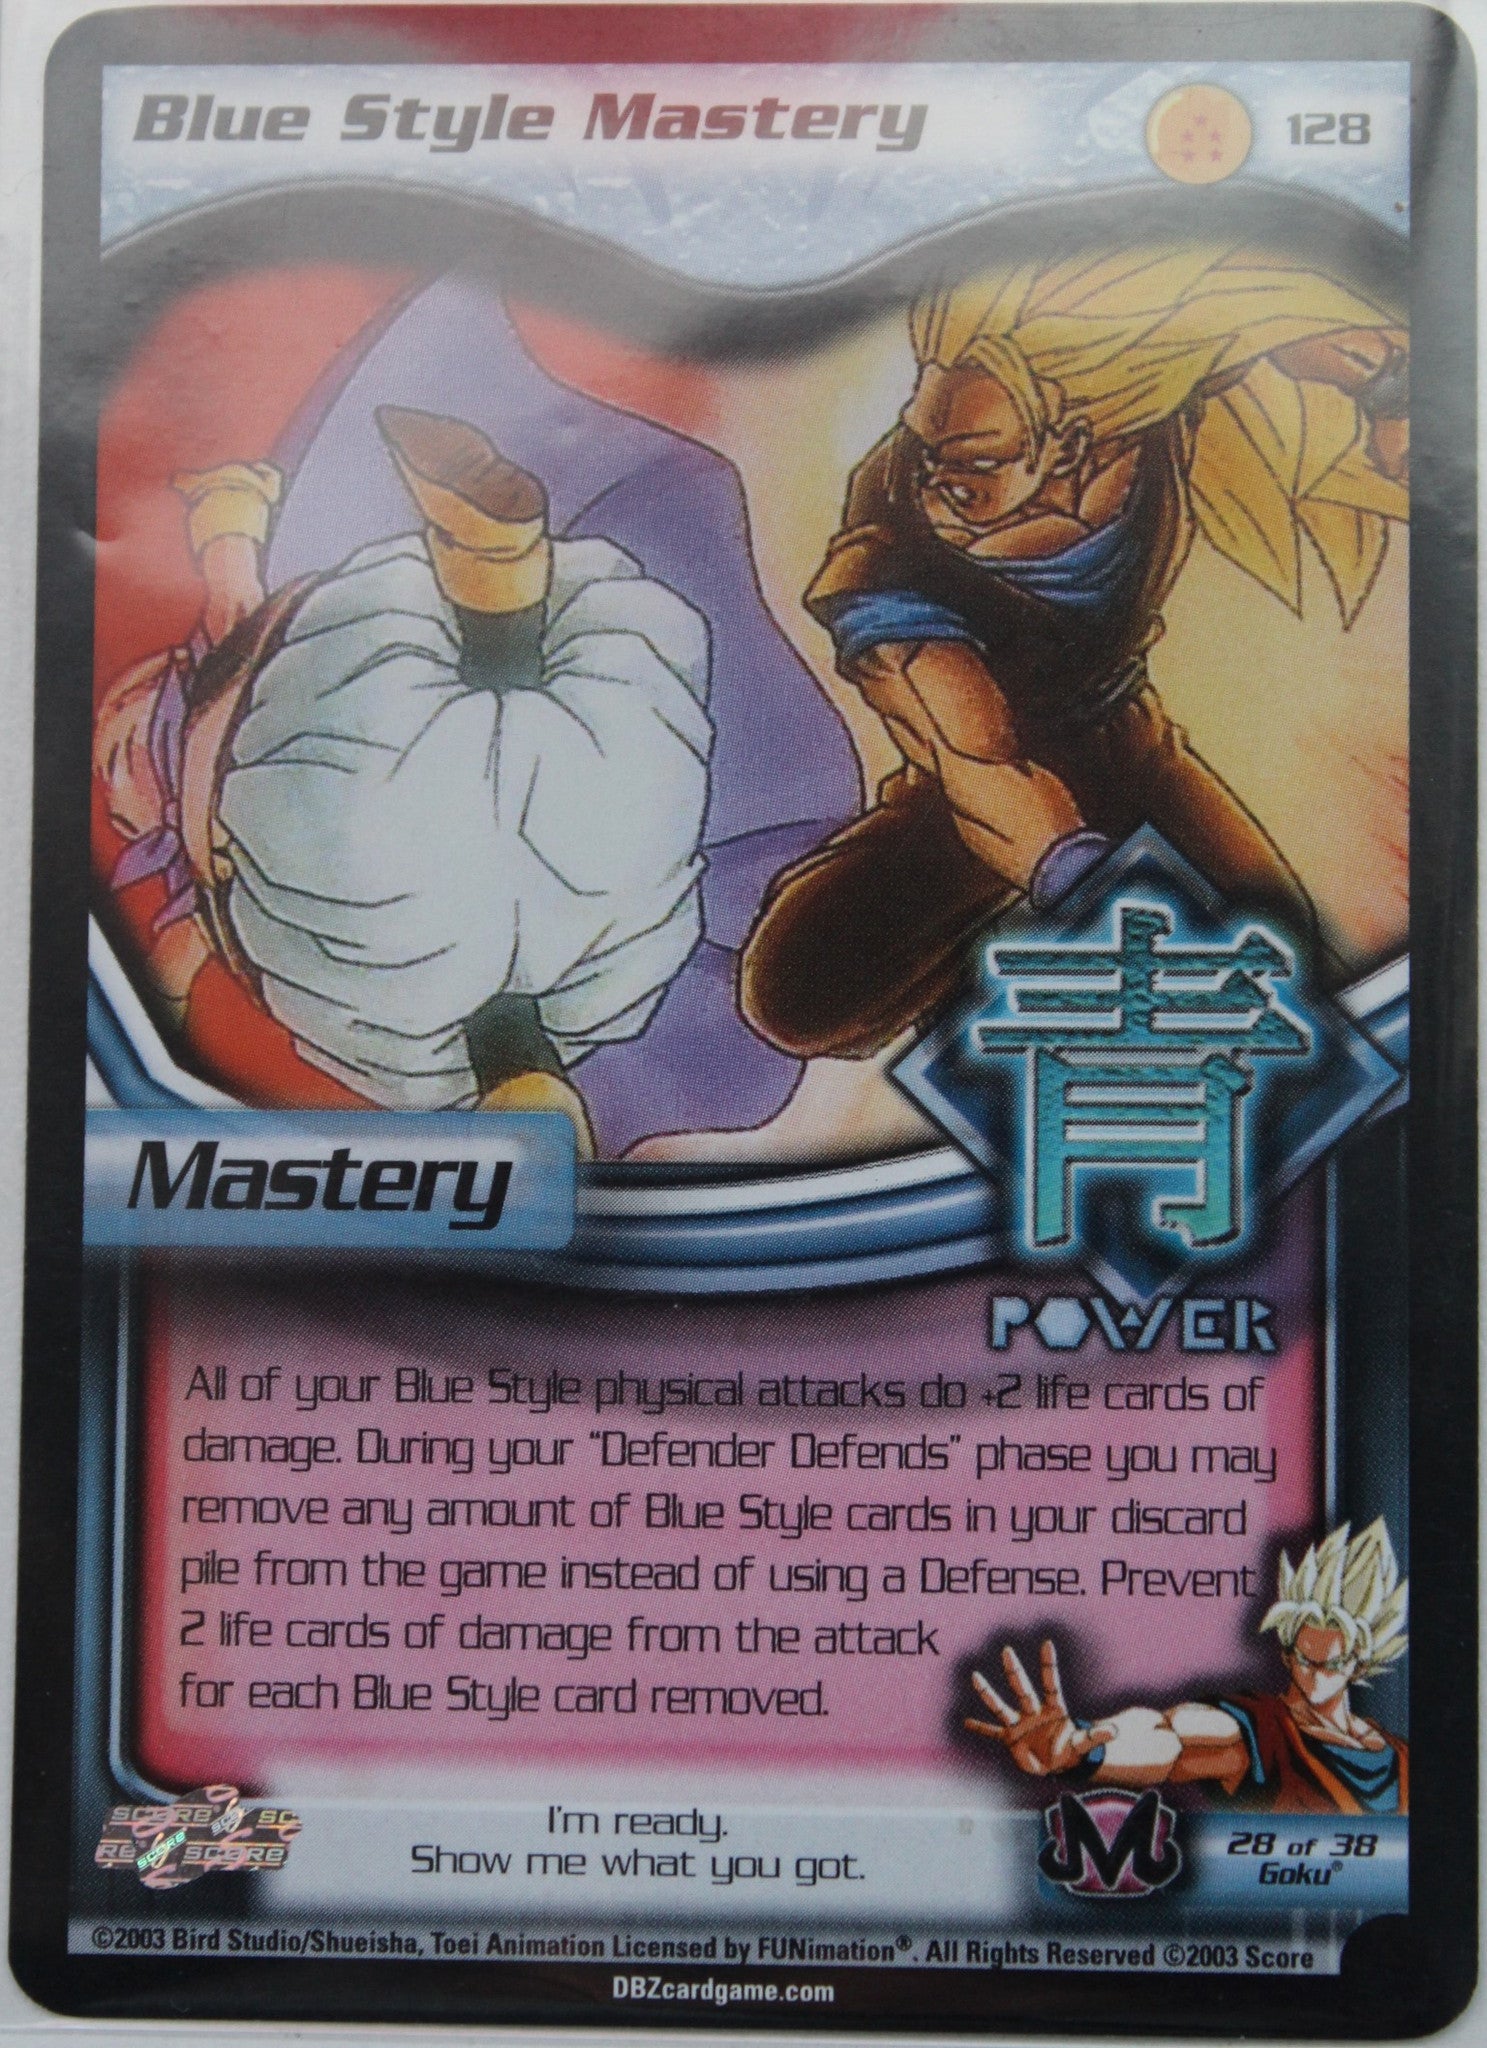 Blue Style Mastery
128
青
Mastery
POWER
All of your Blue Style physical attacks do +2 life cards of
damage. During your "Defender Defends" phase you may
remove any amount of Blue Style cards in your discard
pile from the game instead of using a Defense. Prevent
2 life cards of damage from the attack
for each Blue Style card removed.
I'm ready.
Show me what you got.
SCORE
SCORE
SCORE
M
28 of 38
Goku®
©2003 Bird Studio/Shueisha, Toei Animation Licensed by FUNimation®. All Rights Reserved ©2003 Score
DBZcardgame.com